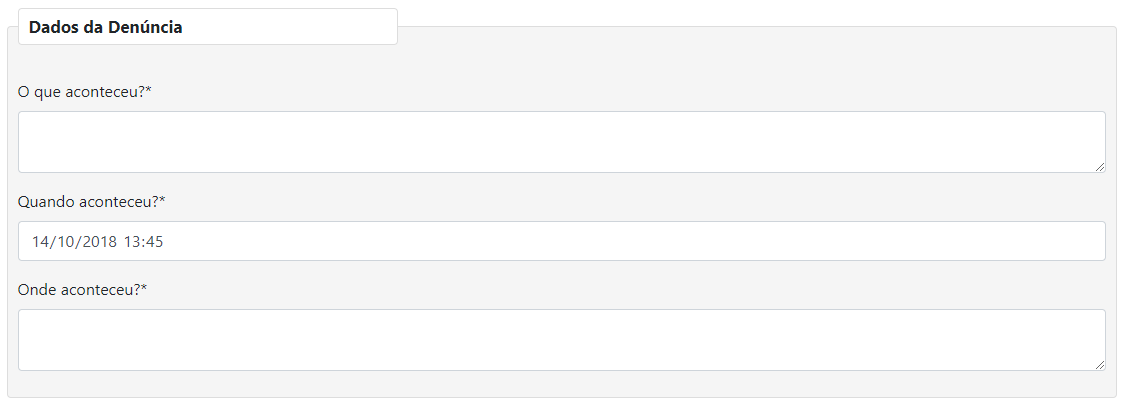 Dados da Denúncia
O que aconteceu?*
Quando aconteceu?*
14/10/2018 13:45
Onde aconteceu?*